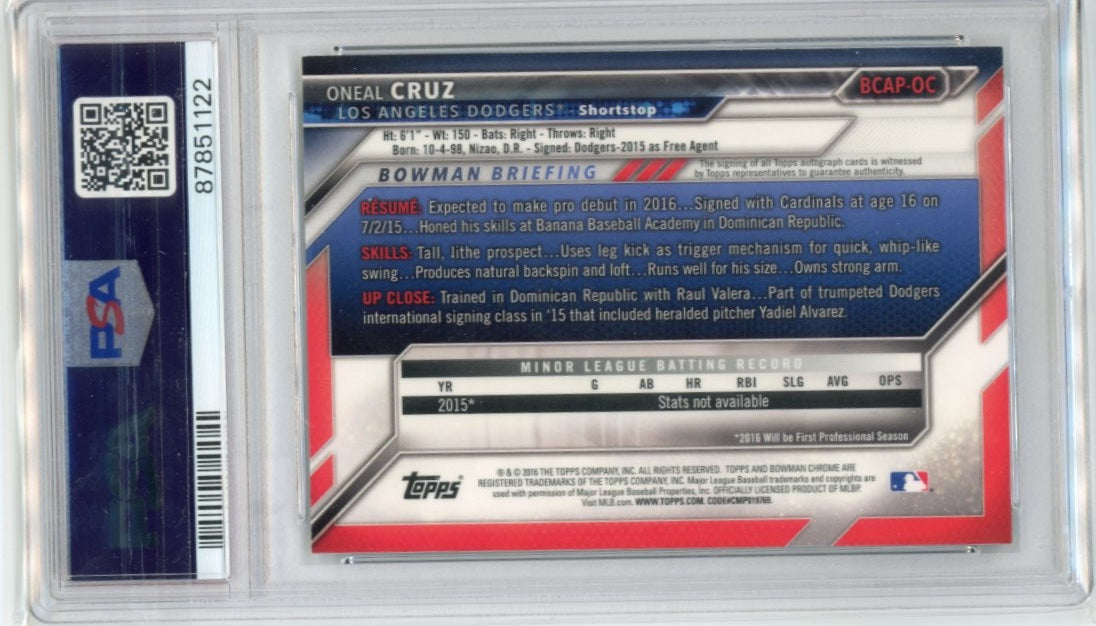 87851122
PSA
ONEAL CRUZ
BCAP-OC
LOS ANGELES DODGERS® Shortstop
Ht: 6'1" - Wt: 150 - Bats: Right - Throws: Right
Born: 10-4-98, Nizao, D.R. - Signed: Dodgers-2015 as Free Agent
BOWMAN BRIEFING
The signing of all Topps autograph cards is witnessed
by Topps representatives to guarantee authenticity.
RÉSUMÉ: Expected to make pro debut in 2016...Signed with Cardinals at age 16 on
7/2/15...Honed his skills at Banana Baseball Academy in Dominican Republic.
SKILLS: Tall, lithe prospect...Uses leg kick as trigger mechanism for quick, whip-like
swing...Produces natural backspin and loft...Runs well for his size...Owns strong arm.
UP CLOSE: Trained in Dominican Republic with Raul Valera...Part of trumpeted Dodgers
international signing class in '15 that included heralded pitcher Yadiel Alvarez.
MINOR LEAGUE BATTING RECORD
YR G AB HR RBI SLG AVG OPS
2015* Stats not available
*2016 Will be First Professional Season
Topps®
® & © 2016 THE TOPPS COMPANY, INC. ALL RIGHTS RESERVED. TOPPS AND BOWMAN CHROME ARE
REGISTERED TRADEMARKS OF THE TOPPS COMPANY, INC. Major League Baseball trademarks and copyrights are
used with permission of Major League Baseball Properties, Inc. OFFICIALLY LICENSED PRODUCT OF MLBP.
Visit MLB.com. WWW.TOPPS.COM. CODE#CMP019769.